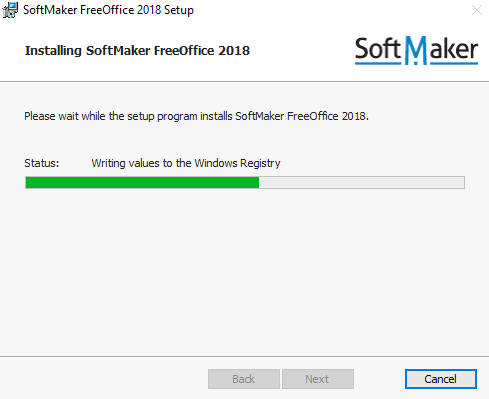 SoftMaker FreeOffice 2018 Setup
Installing SoftMaker FreeOffice 2018
SoftMaker
Please wait while the setup program installs SoftMaker FreeOffice 2018.
Status: Writing values to the Windows Registry
Back Next Cancel